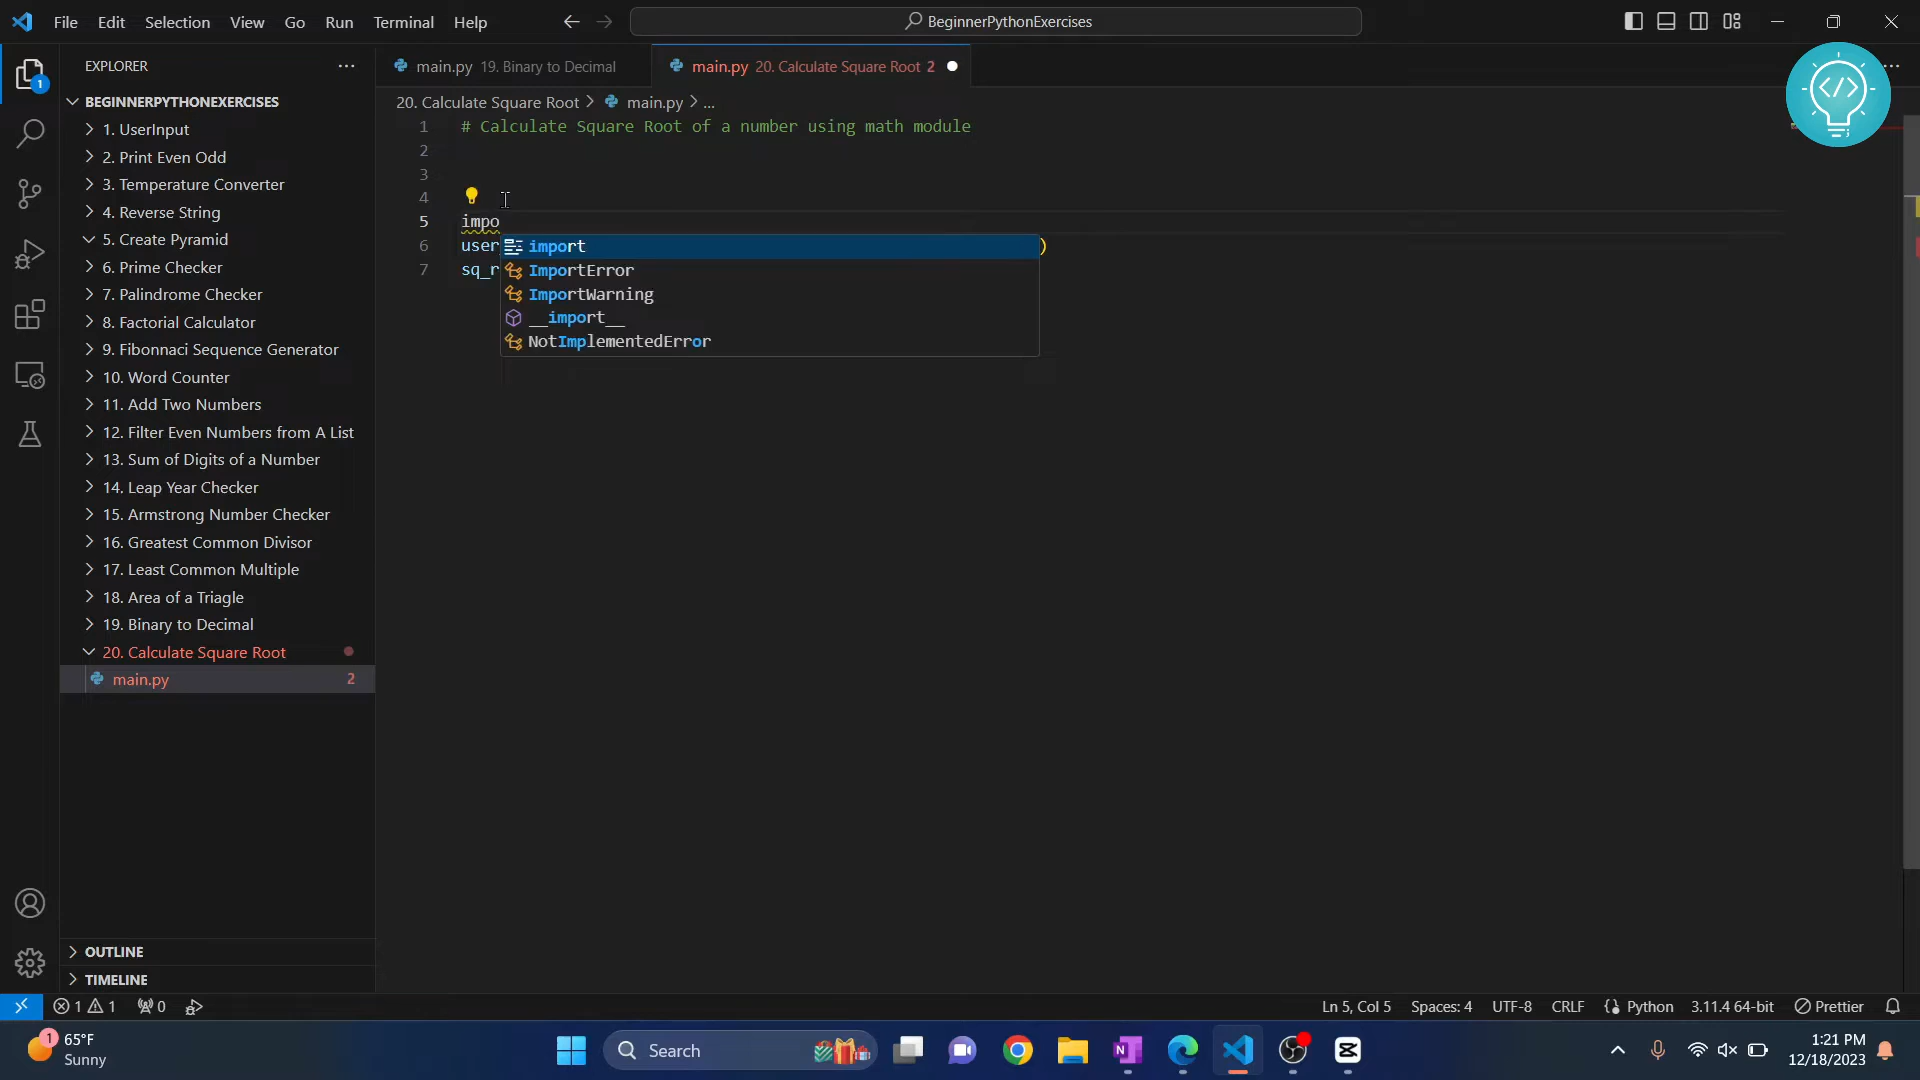 File Edit Selection View Go Run Terminal Help
BeginnerPythonExercises
EXPLORER
main.py 19. Binary to Decimal
main.py 20. Calculate Square Root 2
20. Calculate Square Root > main.py > ...
BEGINNERPYTHONEXERCISES
1. UserInput
2. Print Even Odd
3. Temperature Converter
4. Reverse String
5. Create Pyramid
6. Prime Checker
7. Palindrome Checker
8. Factorial Calculator
9. Fibonnaci Sequence Generator
10. Word Counter
11. Add Two Numbers
12. Filter Even Numbers from A List
13. Sum of Digits of a Number
14. Leap Year Checker
15. Armstrong Number Checker
16. Greatest Common Divisor
17. Least Common Multiple
18. Area of a Triagle
19. Binary to Decimal
20. Calculate Square Root
main.py 2
OUTLINE
TIMELINE
1 # Calculate Square Root of a number using math module
2
3
4
5 impo
6 user )
7 sq_r
import
ImportError
ImportWarning
__import__
NotImplementedError
</>
1
1 1 0
Ln 5, Col 5 Spaces: 4 UTF-8 CRLF Python 3.11.4 64-bit Prettier
1
65°F
Sunny
Search
1:21 PM
12/18/2023